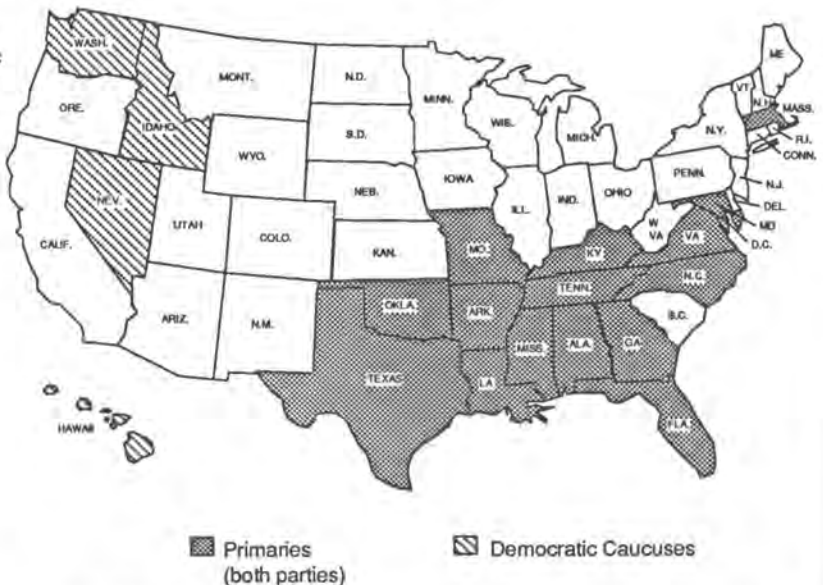 WASH.
MONT.
N.D.
MINN.
ME
VT
N.H.
MASS.
ORE.
IDAHO
S.D.
WIS.
MICH.
N.Y.
R.I.
CONN.
WYO.
IOWA
PENN.
NEB.
N.J.
NEV.
UTAH
COLO.
ILL.
IND.
OHIO
DEL.
W
VA
MD
D.C.
CALIF.
KAN.
MO.
KY
VA
N.C.
TENN.
ARIZ.
N.M.
OKLA.
ARK.
S.C.
MISS.
ALA.
GA
TEXAS
LA
FLA.
HAWAII
Primaries
(both parties)
Democratic Caucuses